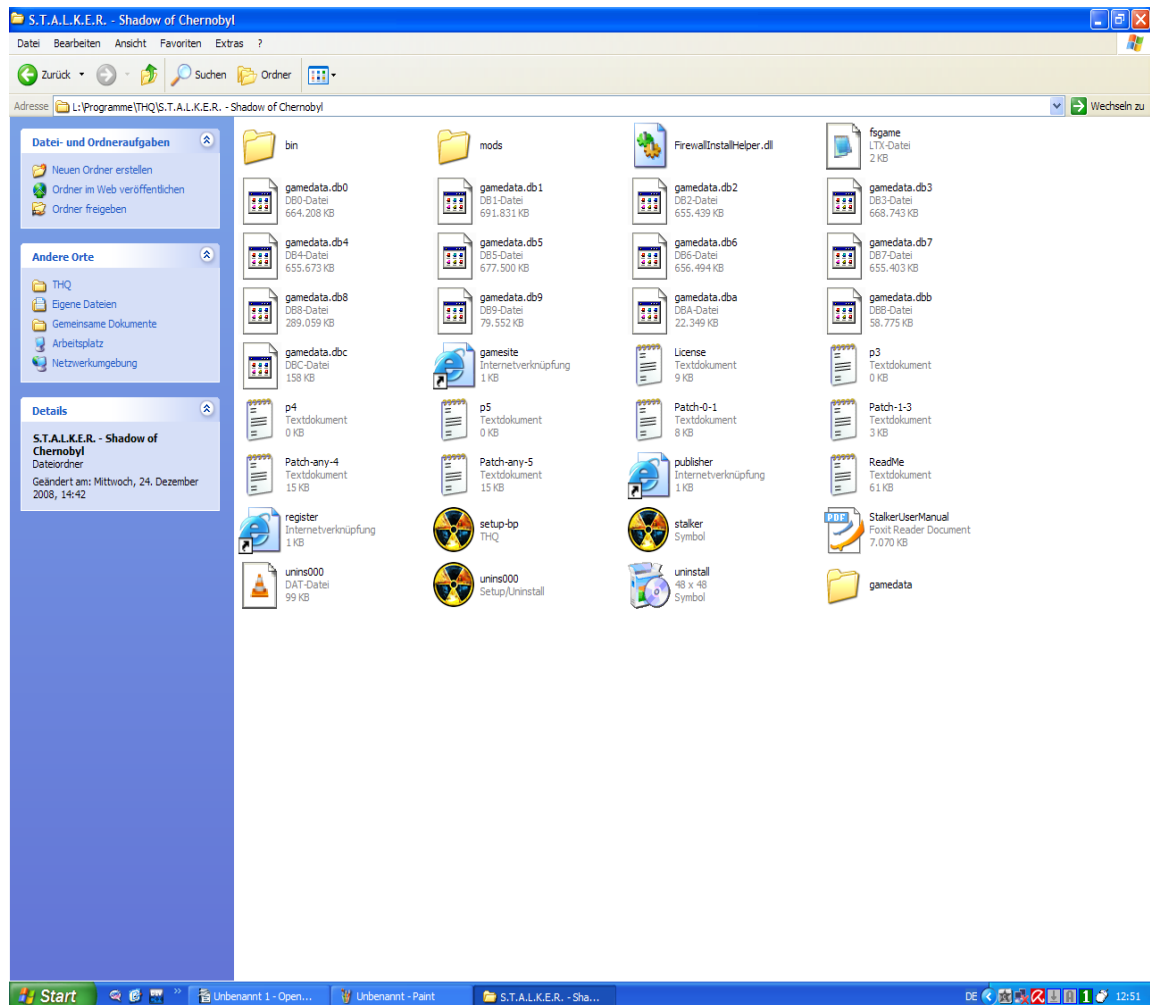 S.T.A.L.K.E.R. - Shadow of Chernobyl
Datei Bearbeiten Ansicht Favoriten Extras ?
Zurück Suchen Ordner
Adresse L:\Programme\THQ\S.T.A.L.K.E.R. - Shadow of Chernobyl Wechseln zu
Datei- und Ordneraufgaben
Neuen Ordner erstellen
Ordner im Web veröffentlichen
Ordner freigeben
Andere Orte
THQ
Eigene Dateien
Gemeinsame Dokumente
Arbeitsplatz
Netzwerkumgebung
Details
S.T.A.L.K.E.R. - Shadow of
Chernobyl
Dateiordner
Geändert am: Mittwoch, 24. Dezember
2008, 14:42
bin
mods
FirewallInstallHelper.dll
fsgame
LTX-Datei
2 KB
gamedata.db0
DB0-Datei
664.208 KB
gamedata.db1
DB1-Datei
691.831 KB
gamedata.db2
DB2-Datei
655.439 KB
gamedata.db3
DB3-Datei
668.743 KB
gamedata.db4
DB4-Datei
655.673 KB
gamedata.db5
DB5-Datei
677.500 KB
gamedata.db6
DB6-Datei
656.494 KB
gamedata.db7
DB7-Datei
655.403 KB
gamedata.db8
DB8-Datei
289.059 KB
gamedata.db9
DB9-Datei
79.552 KB
gamedata.dba
DBA-Datei
22.349 KB
gamedata.dbb
DBB-Datei
58.775 KB
gamedata.dbc
DBC-Datei
158 KB
gamesite
Internetverknüpfung
1 KB
License
Textdokument
9 KB
p3
Textdokument
0 KB
p4
Textdokument
0 KB
p5
Textdokument
0 KB
Patch-0-1
Textdokument
8 KB
Patch-1-3
Textdokument
3 KB
Patch-any-4
Textdokument
15 KB
Patch-any-5
Textdokument
15 KB
publisher
Internetverknüpfung
1 KB
ReadMe
Textdokument
61 KB
register
Internetverknüpfung
1 KB
setup-bp
THQ
stalker
Symbol
PDF
StalkerUserManual
Foxit Reader Document
7.070 KB
unins000
DAT-Datei
99 KB
unins000
Setup/Uninstall
uninstall
48 x 48
Symbol
gamedata
Start
Unbenannt 1 - Open...
Unbenannt - Paint
S.T.A.L.K.E.R. - Sha...
DE
1
12:51